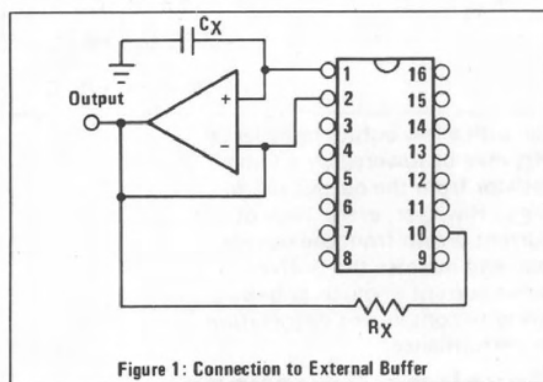 Cx
Output
+
−
1 16
2 15
3 14
4 13
5 12
6 11
7 10
8 9
Rx
Figure 1: Connection to External Buffer